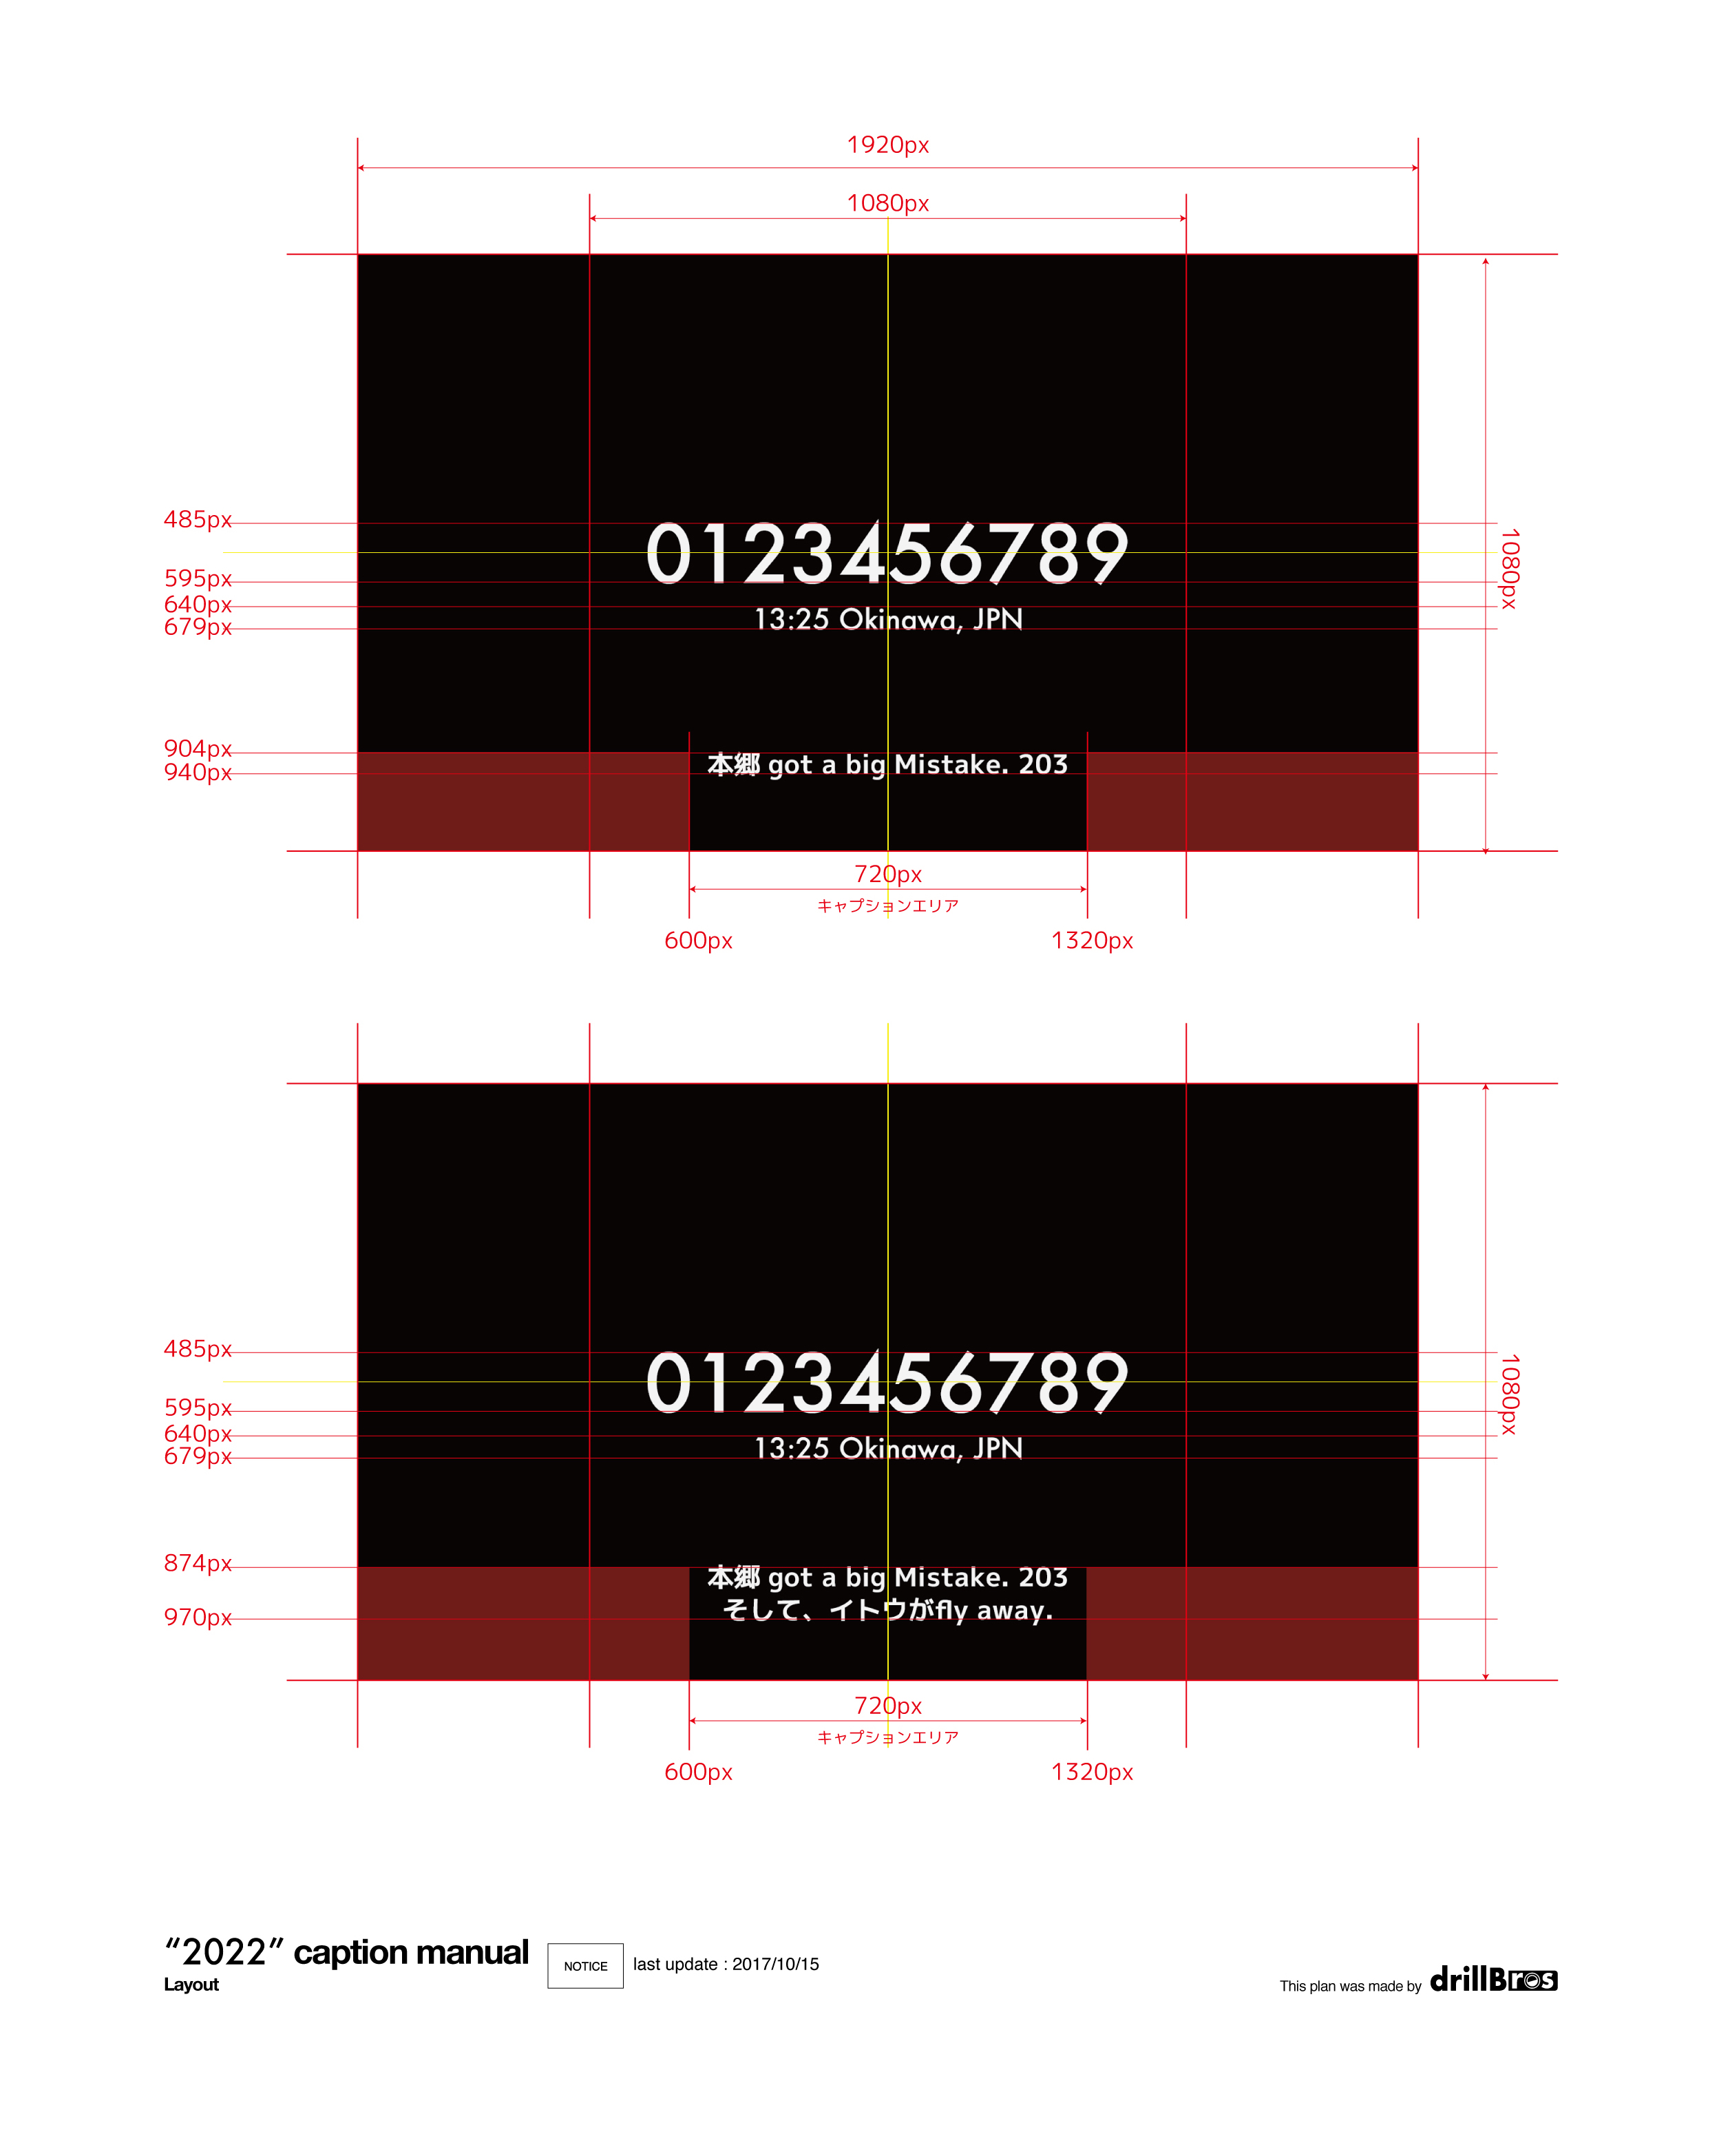 1920px
1080px
485px
0123456789
1080px
595px
640px
13:25 Okinawa, JPN
679px
904px
本郷 got a big Mistake. 203
940px
720px
キャプションエリア
600px
1320px
485px
0123456789
1080px
595px
640px
13:25 Okinawa, JPN
679px
874px
本郷 got a big Mistake. 203
そして、イトウがfly away.
970px
720px
キャプションエリア
600px
1320px
“2022” caption manual
Layout
NOTICE
last update : 2017/10/15
This plan was made by drillBros